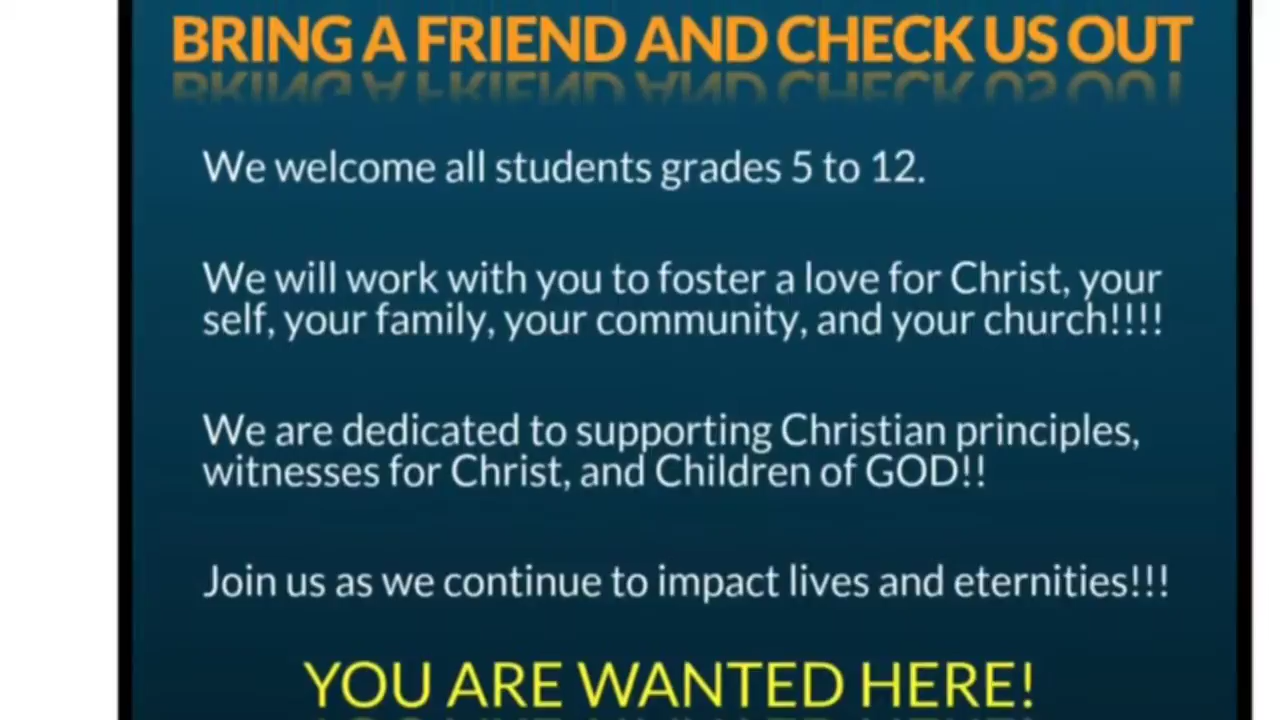 BRING A FRIEND AND CHECK US OUT
We welcome all students grades 5 to 12.
We will work with you to foster a love for Christ, your
self, your family, your community, and your church!!!!
We are dedicated to supporting Christian principles,
witnesses for Christ, and Children of GOD!!
Join us as we continue to impact lives and eternities!!!
YOU ARE WANTED HERE!